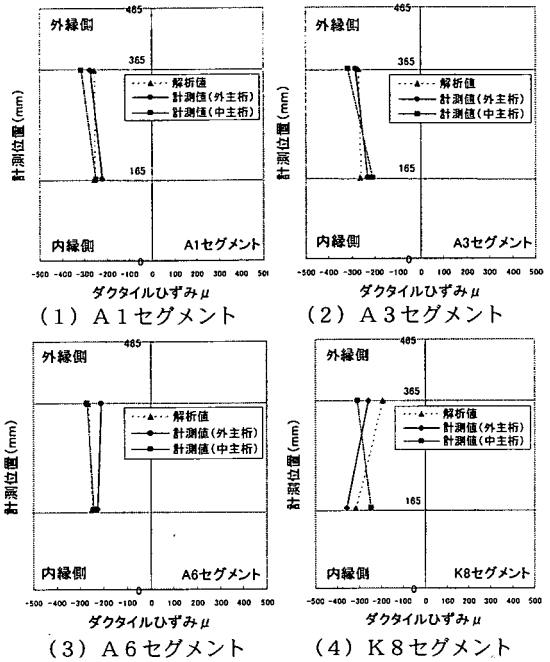 485
外縁側
365
解析値
計測値(外主桁)
計測値(中主桁)
計測位置(mm)
165
内縁側
0
A1セグメント
-500 -400 -300 -200 -100 0 100 200 300 400 501
ダクタイルひずみμ
(1) A1セグメント
485
外縁側
365
解析値
計測値(外主桁)
計測値(中主桁)
計測位置(mm)
165
内縁側
0
A3セグメント
-500 -400 -300 -200 -100 0 100 200 300 400 500
ダクタイルひずみμ
(2) A3セグメント
485
外縁側
365
解析値
計測値(外主桁)
計測値(中主桁)
計測位置(mm)
165
内縁側
A6セグメント
-500 -400 -300 -200 -100 0 100 200 300 400 500
ダクタイルひずみμ
(3) A6セグメント
485
外縁側
365
解析値
計測値(外主桁)
計測値(中主桁)
計測位置(mm)
165
内縁側
K8セグメント
-500 -400 -300 -200 -100 0 100 200 300 400 500
ダクタイルひずみμ
(4) K8セグメント